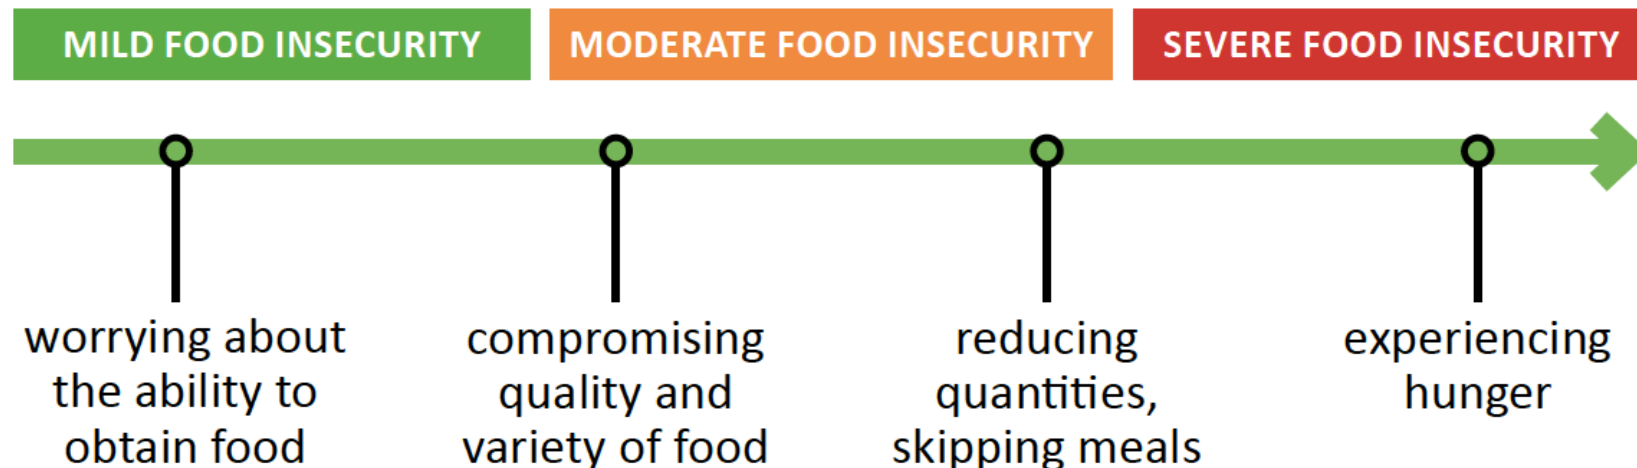 MILD FOOD INSECURITY
MODERATE FOOD INSECURITY
SEVERE FOOD INSECURITY
worrying about
the ability to
obtain food
compromising
quality and
variety of food
reducing
quantities,
skipping meals
experiencing
hunger